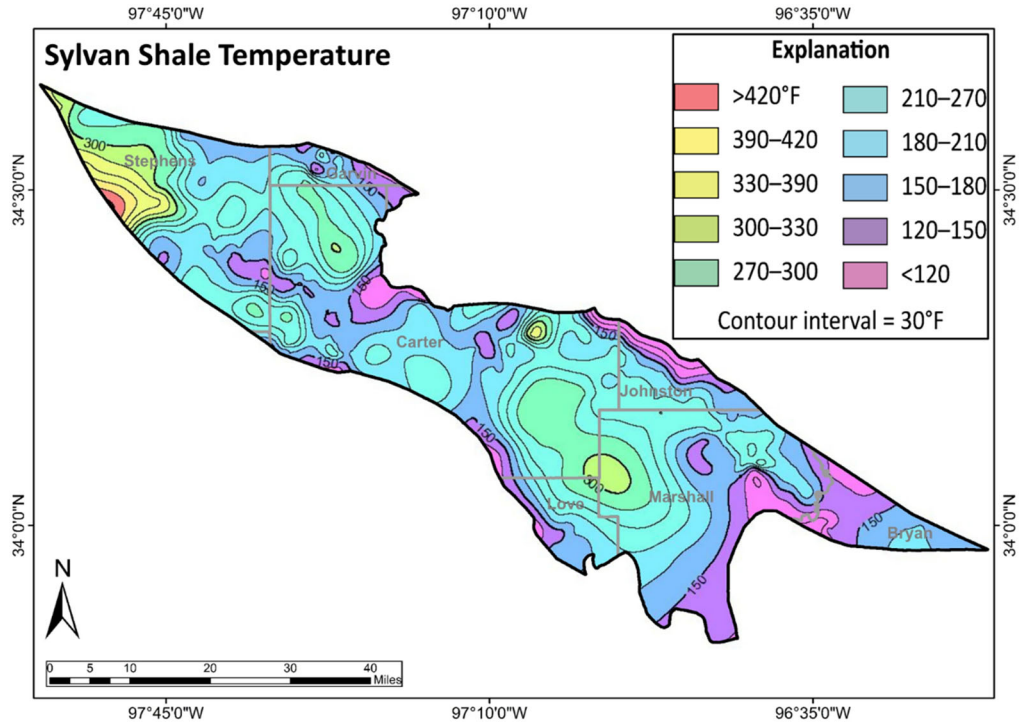 97°45'0"W 97°10'0"W 96°35'0"W
Sylvan Shale Temperature
Explanation
>420°F 210–270
390–420 180–210
330–390 150–180
300–330 120–150
270–300 <120
Contour interval = 30°F
34°30'0"N 34°30'0"N
34°0'0"N 34°0'0"N
300
Stephens
Garvin
150
150
150
150
Carter
150
Johnston
150
300
Love
Marshall
150
Bryan
150
N
0 5 10 20 30 40
Miles
97°45'0"W 97°10'0"W 96°35'0"W